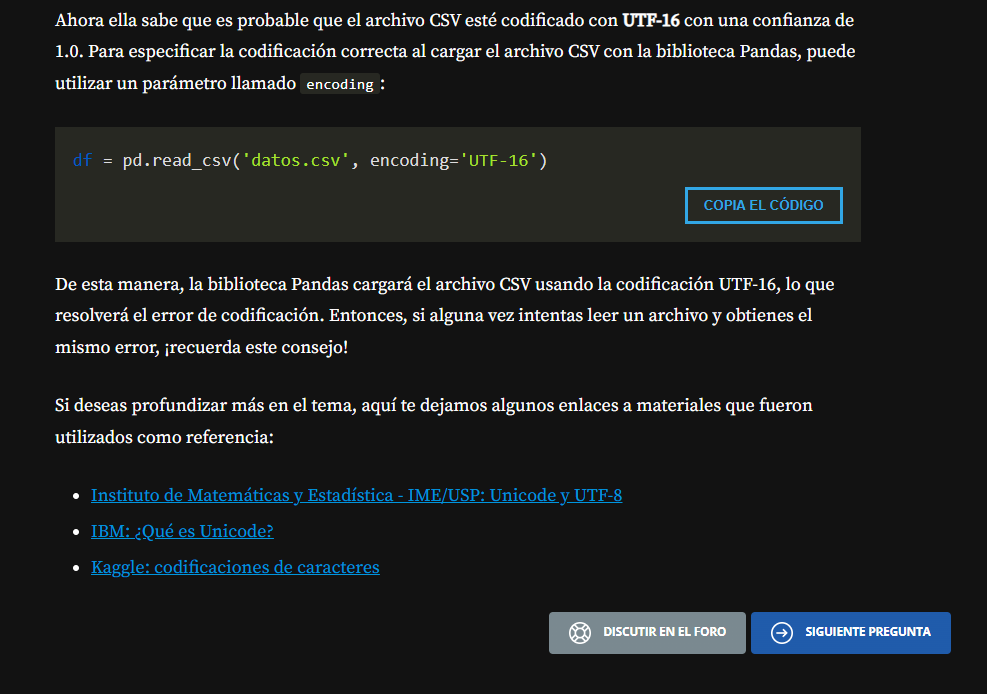 Ahora ella sabe que es probable que el archivo CSV esté codificado con UTF-16 con una confianza de
1.0. Para especificar la codificación correcta al cargar el archivo CSV con la biblioteca Pandas, puede
utilizar un parámetro llamado encoding:
df = pd.read_csv('datos.csv', encoding='UTF-16')
COPIA EL CÓDIGO
De esta manera, la biblioteca Pandas cargará el archivo CSV usando la codificación UTF-16, lo que
resolverá el error de codificación. Entonces, si alguna vez intentas leer un archivo y obtienes el
mismo error, ¡recuerda este consejo!
Si deseas profundizar más en el tema, aquí te dejamos algunos enlaces a materiales que fueron
utilizados como referencia:
• Instituto de Matemáticas y Estadística - IME/USP: Unicode y UTF-8
• IBM: ¿Qué es Unicode?
• Kaggle: codificaciones de caracteres
DISCUTIR EN EL FORO
SIGUIENTE PREGUNTA